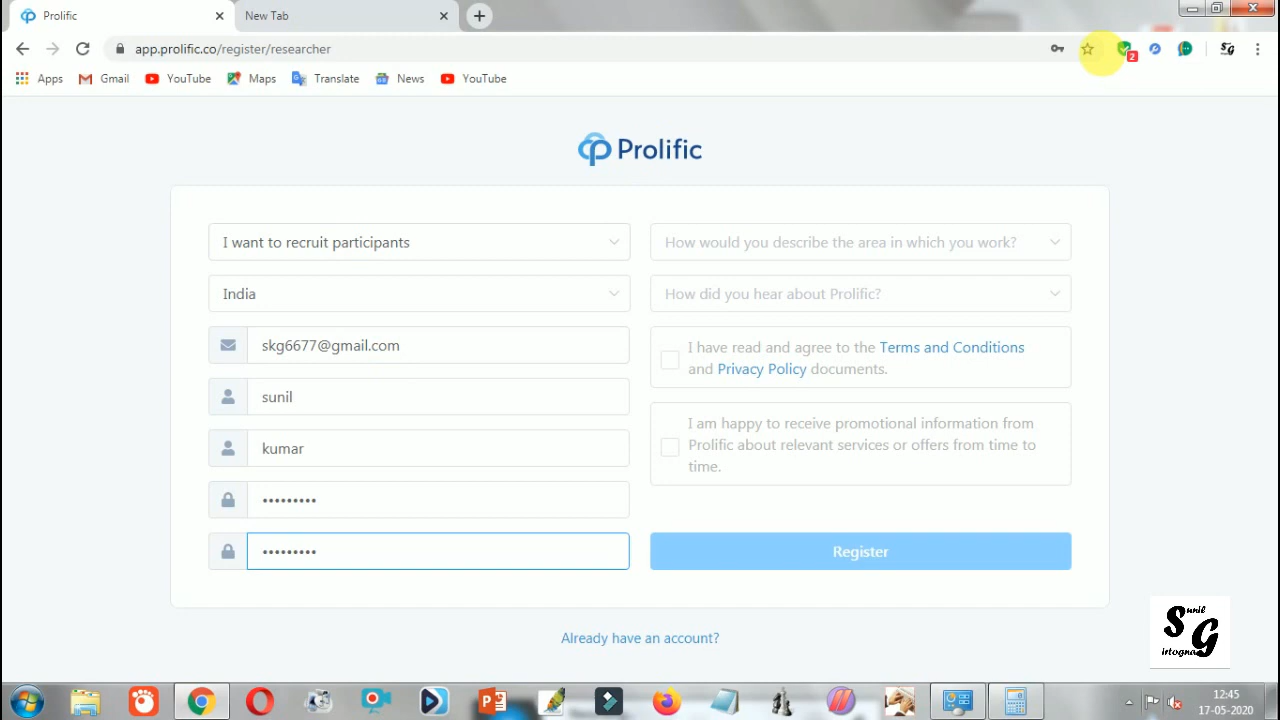 Prolific
New Tab
app.prolific.co/register/researcher
2
Apps
Gmail
YouTube
Maps
Translate
News
YouTube
Prolific
I want to recruit participants
India
skg6677@gmail.com
sunil
kumar
•••••••••
•••••••••
How would you describe the area in which you work?
How did you hear about Prolific?
I have read and agree to the Terms and Conditions
and Privacy Policy documents.
I am happy to receive promotional information from
Prolific about relevant services or offers from time to
time.
Register
Already have an account?
Sunil
G
irtogna
12:45
17-05-2020